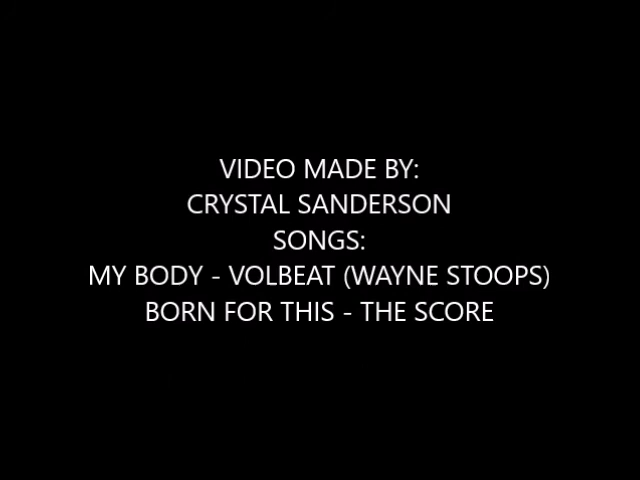 VIDEO MADE BY:
CRYSTAL SANDERSON
SONGS:
MY BODY - VOLBEAT (WAYNE STOOPS)
BORN FOR THIS - THE SCORE